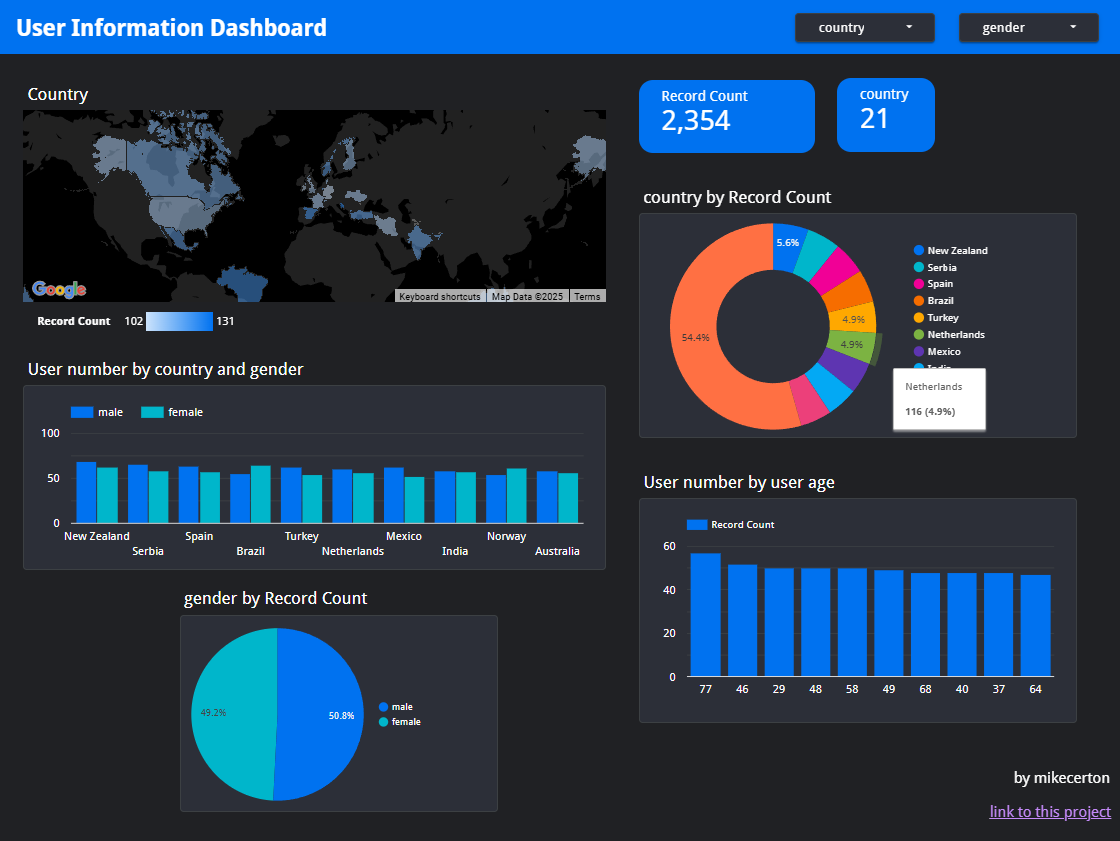 User Information Dashboard
country
gender
Country
Google
Keyboard shortcuts
Map Data ©2025
Terms
Record Count 102 131
Record Count
2,354
country
21
country by Record Count
5.6%
4.9%
4.9%
54.4%
New Zealand
Serbia
Spain
Brazil
Turkey
Netherlands
Mexico
India
Netherlands
116 (4.9%)
User number by country and gender
male female
100
50
0
New Zealand Spain Turkey Mexico Norway
Serbia Brazil Netherlands India Australia
gender by Record Count
49.2%
50.8%
male
female
User number by user age
Record Count
60
40
20
0
77 46 29 48 58 49 68 40 37 64
by mikecerton
link to this project